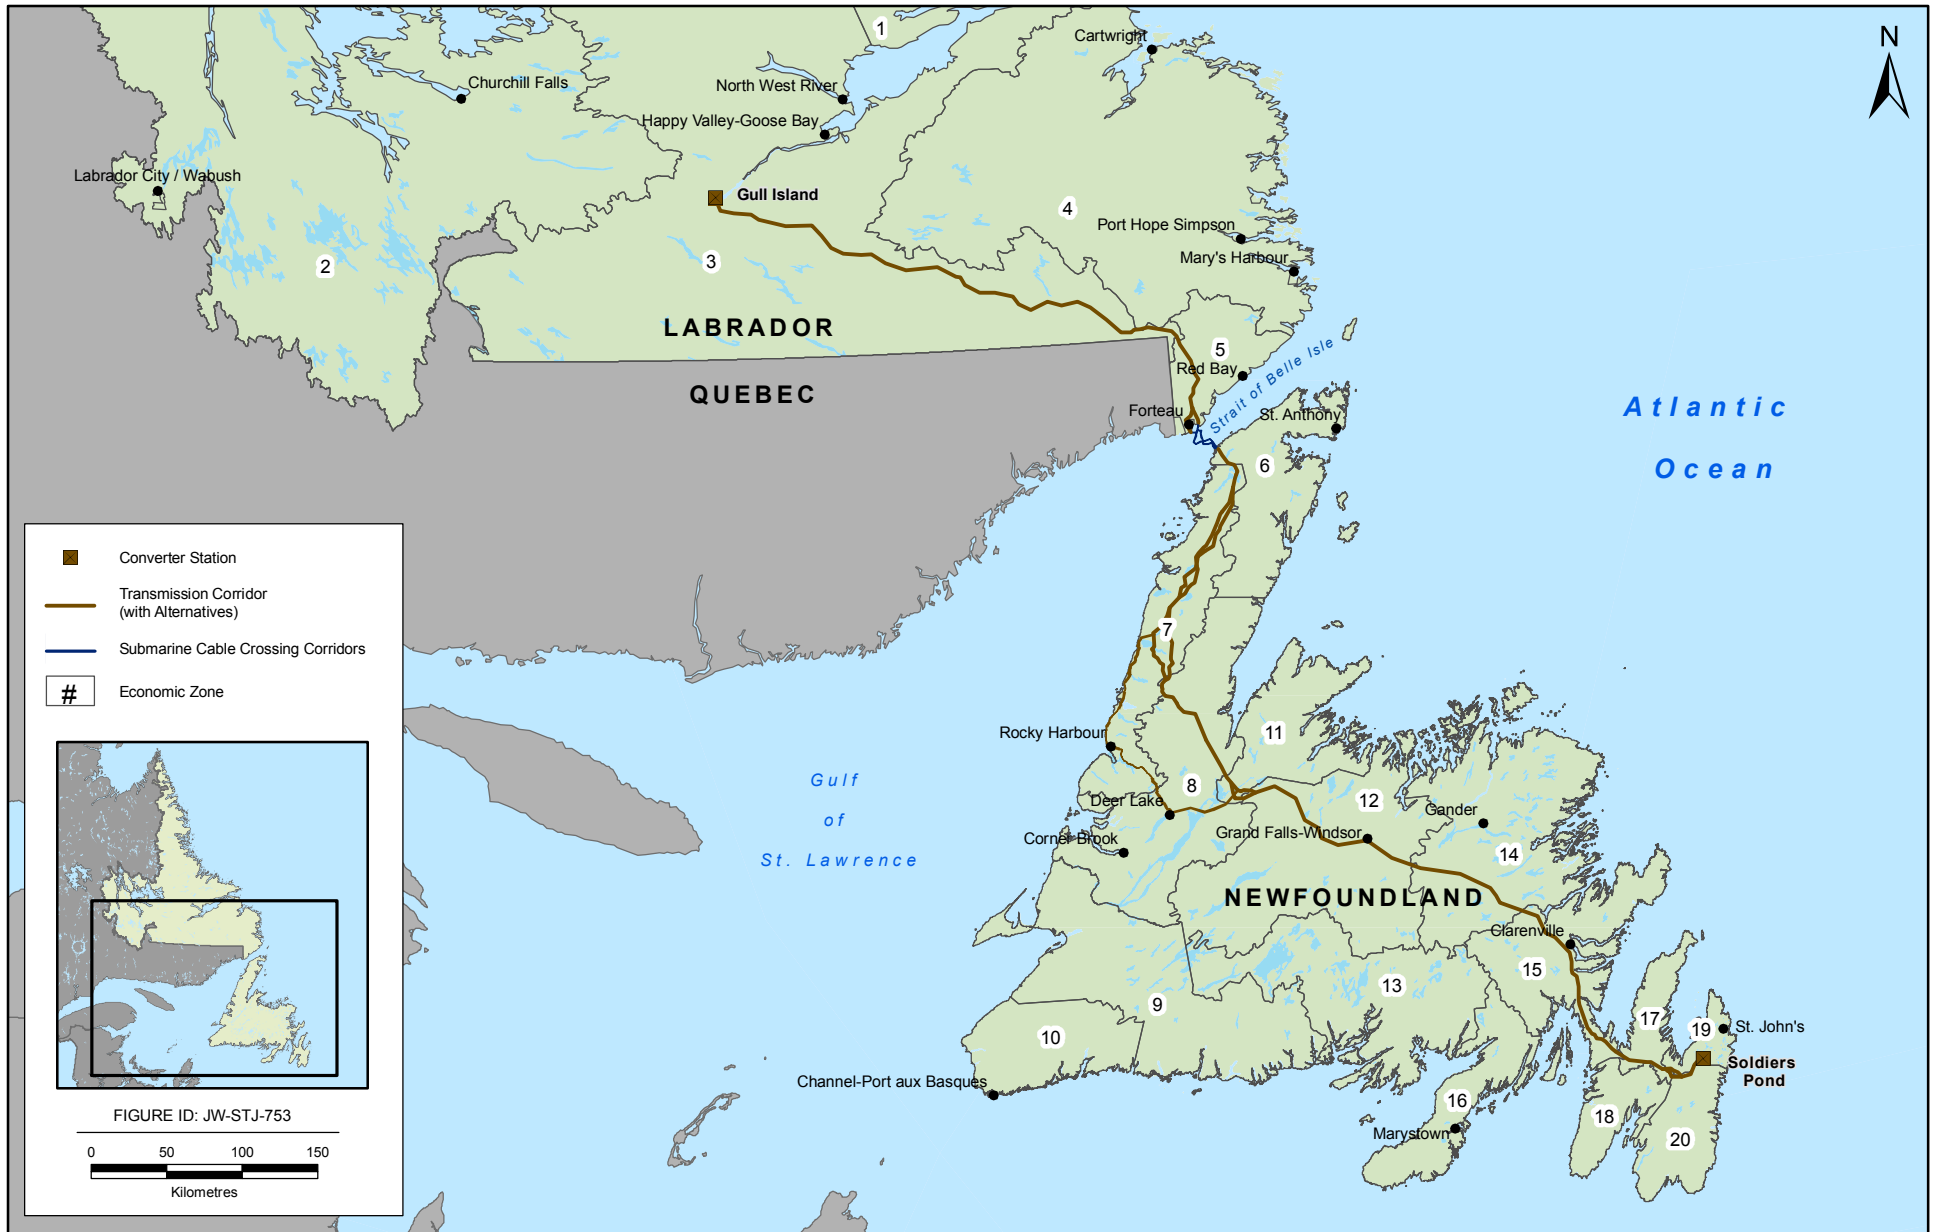 1
Cartwright
N
Churchill Falls
North West River
Happy Valley-Goose Bay
Labrador City / Wabush
Gull Island
4
Port Hope Simpson
Mary's Harbour
2
3
LABRADOR
5
Red Bay
Strait of Belle Isle
QUEBEC
Forteau
St. Anthony
Atlantic
Ocean
6
Converter Station
Transmission Corridor
(with Alternatives)
Submarine Cable Crossing Corridors
# Economic Zone
7
Rocky Harbour
11
Gulf
of
St. Lawrence
8
Deer Lake
12
Gander
Corner Brook
Grand Falls-Windsor
14
NEWFOUNDLAND
Clarenville
15
13
9
10
17
19
St. John's
Soldiers
Pond
Channel-Port aux Basques
16
Marystown
18
20
FIGURE ID: JW-STJ-753
0 50 100 150
Kilometres